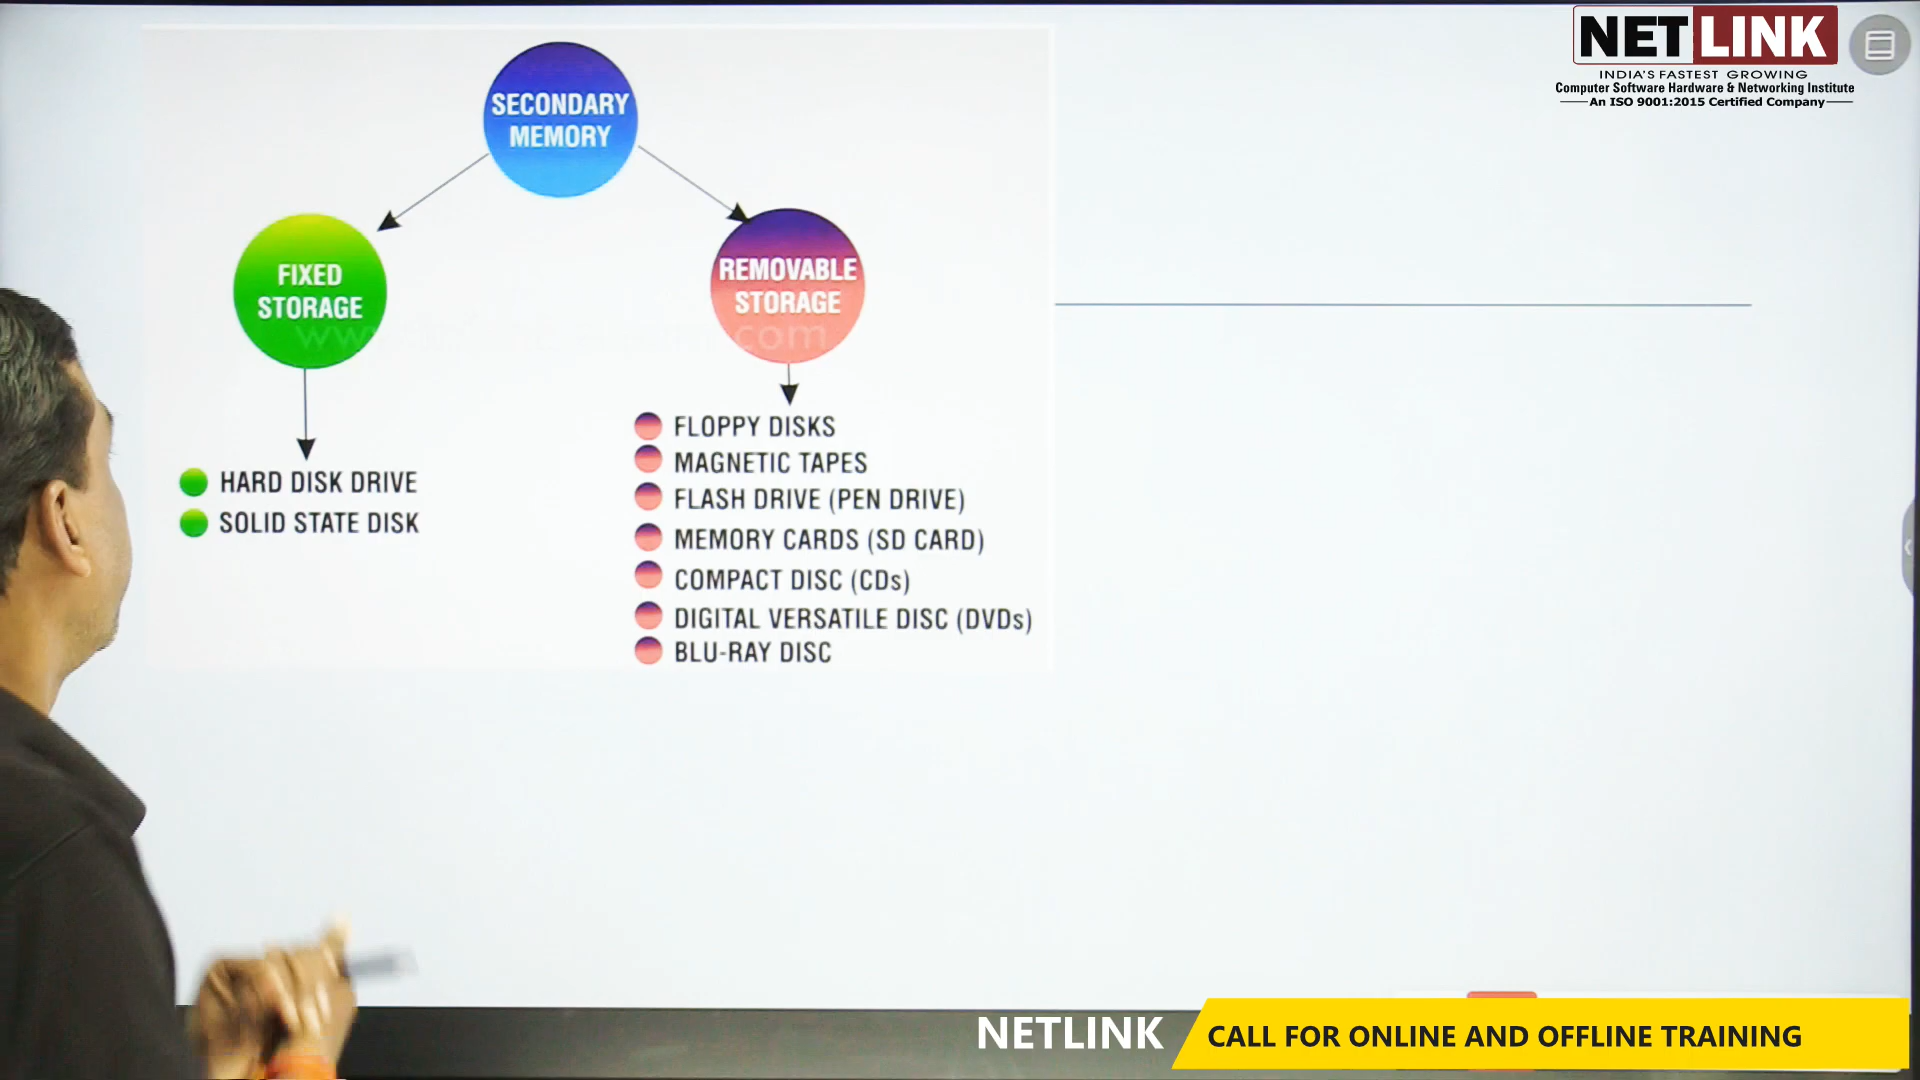 NETLINK
INDIA'S FASTEST GROWING
Computer Software Hardware & Networking Institute
An ISO 9001:2015 Certified Company
SECONDARY
MEMORY
FIXED
STORAGE
REMOVABLE
STORAGE
www.
.com
HARD DISK DRIVE
SOLID STATE DISK
FLOPPY DISKS
MAGNETIC TAPES
FLASH DRIVE (PEN DRIVE)
MEMORY CARDS (SD CARD)
COMPACT DISC (CDs)
DIGITAL VERSATILE DISC (DVDs)
BLU-RAY DISC
NETLINK
CALL FOR ONLINE AND OFFLINE TRAINING